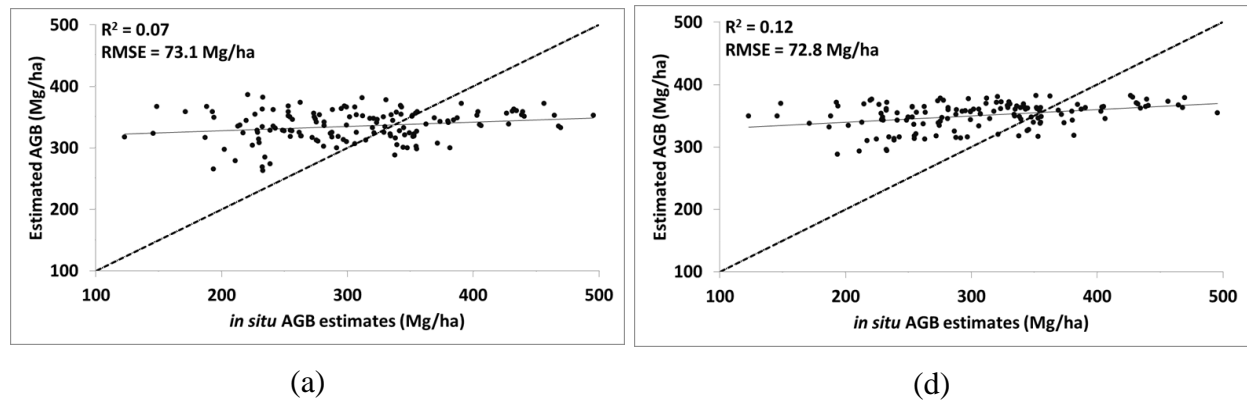 R² = 0.07
RMSE = 73.1 Mg/ha
Estimated AGB (Mg/ha)
500
400
300
200
100
100 200 300 400 500
in situ AGB estimates (Mg/ha)
(a)
R² = 0.12
RMSE = 72.8 Mg/ha
Estimated AGB (Mg/ha)
500
400
300
200
100
100 200 300 400 500
in situ AGB estimates (Mg/ha)
(d)